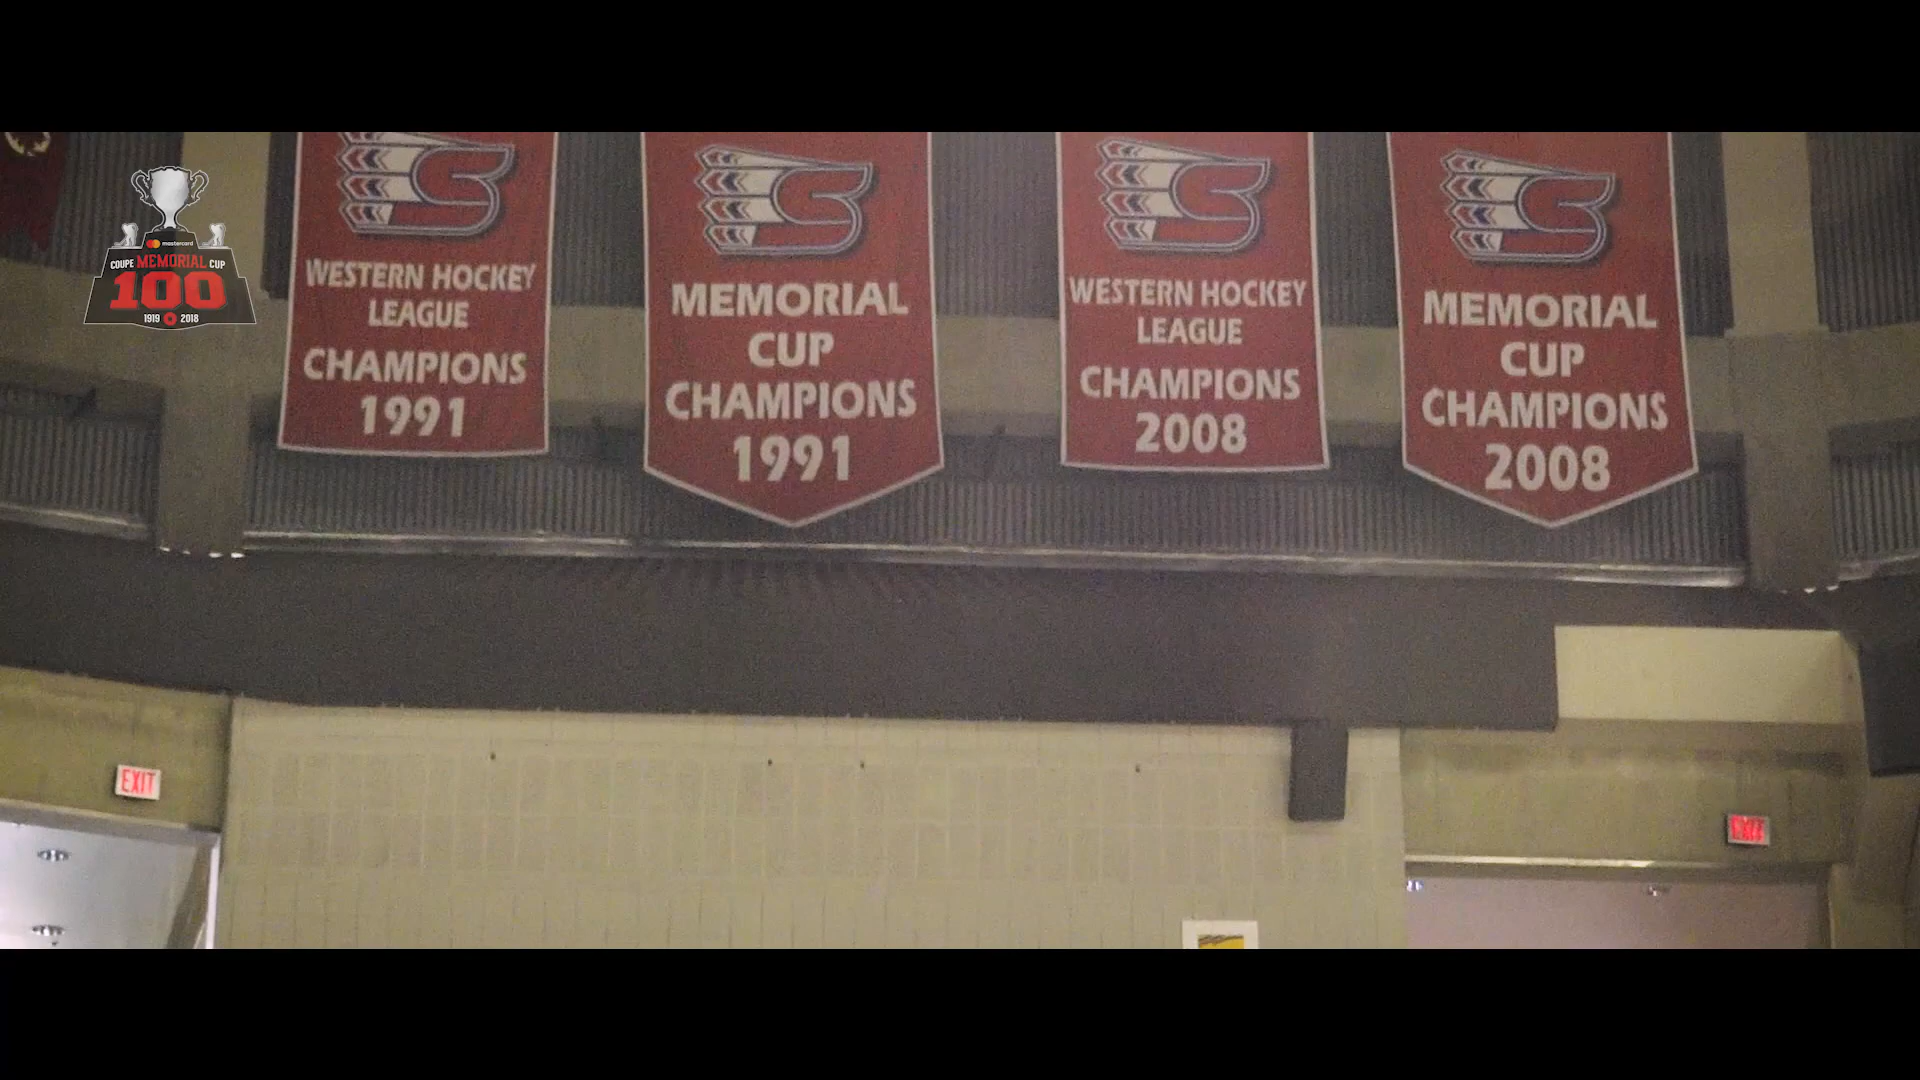 mastercard
COUPE MEMORIAL CUP
100
1919 2018
WESTERN HOCKEY
LEAGUE
CHAMPIONS
1991
MEMORIAL
CUP
CHAMPIONS
1991
WESTERN HOCKEY
LEAGUE
CHAMPIONS
2008
MEMORIAL
CUP
CHAMPIONS
2008
EXIT
EXIT